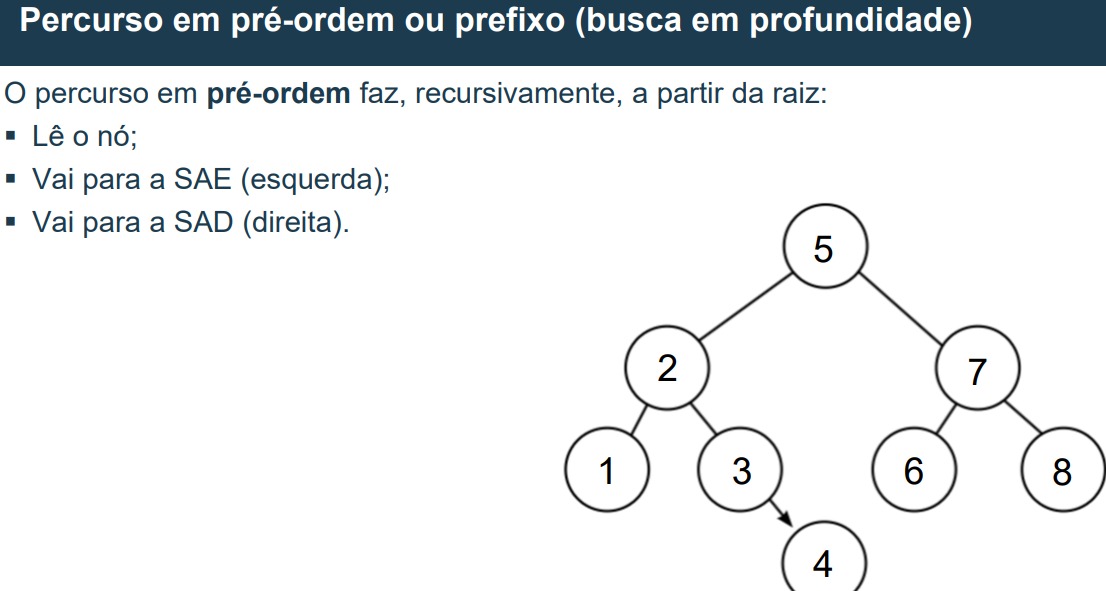 Percurso em pré-ordem ou prefixo (busca em profundidade)
O percurso em pré-ordem faz, recursivamente, a partir da raiz:
▪ Lê o nó;
▪ Vai para a SAE (esquerda);
▪ Vai para a SAD (direita).
5
2 7
1 3 6 8
4